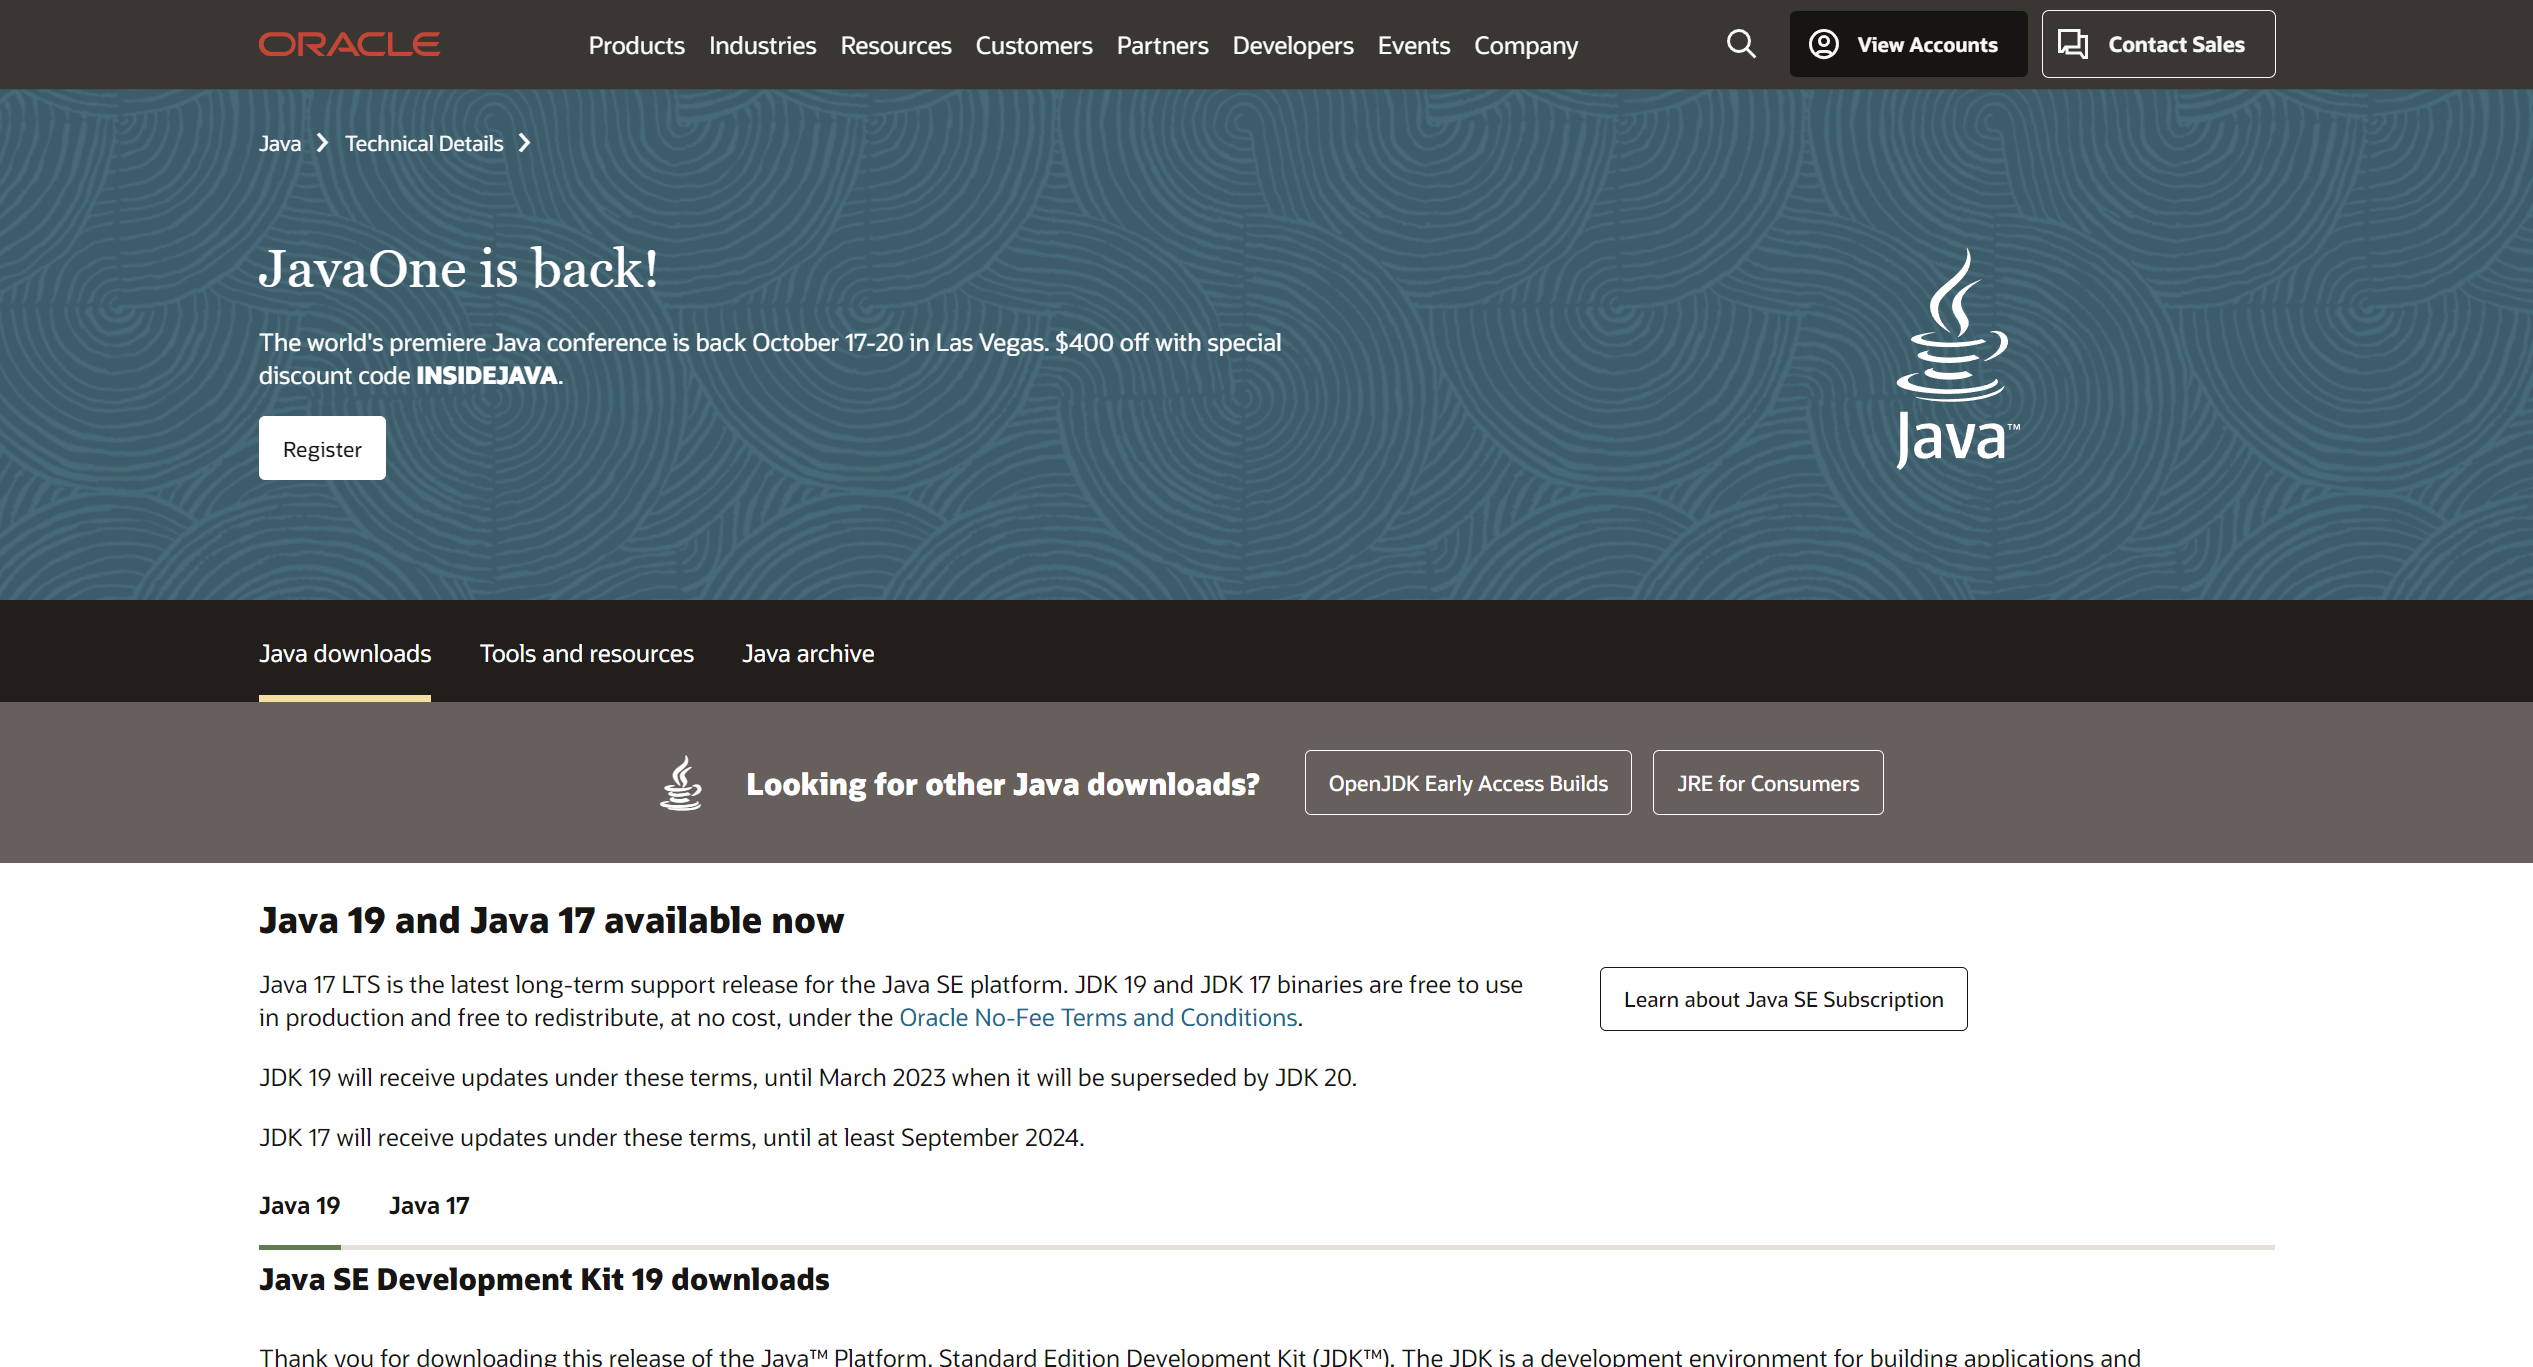 ORACLE
Products Industries Resources Customers Partners Developers Events Company
View Accounts
Contact Sales
Java
Technical Details
JavaOne is back!
The world's premiere Java conference is back October 17-20 in Las Vegas. $400 off with special
discount code INSIDEJAVA.
Register
Java™
Java downloads
Tools and resources
Java archive
Looking for other Java downloads?
OpenJDK Early Access Builds
JRE for Consumers
Java 19 and Java 17 available now
Java 17 LTS is the latest long-term support release for the Java SE platform. JDK 19 and JDK 17 binaries are free to use
in production and free to redistribute, at no cost, under the Oracle No-Fee Terms and Conditions.
Learn about Java SE Subscription
JDK 19 will receive updates under these terms, until March 2023 when it will be superseded by JDK 20.
JDK 17 will receive updates under these terms, until at least September 2024.
Java 19
Java 17
Java SE Development Kit 19 downloads
Thank you for downloading this release of the Java™ Platform, Standard Edition Development Kit (JDK™). The JDK is a development environment for building applications and